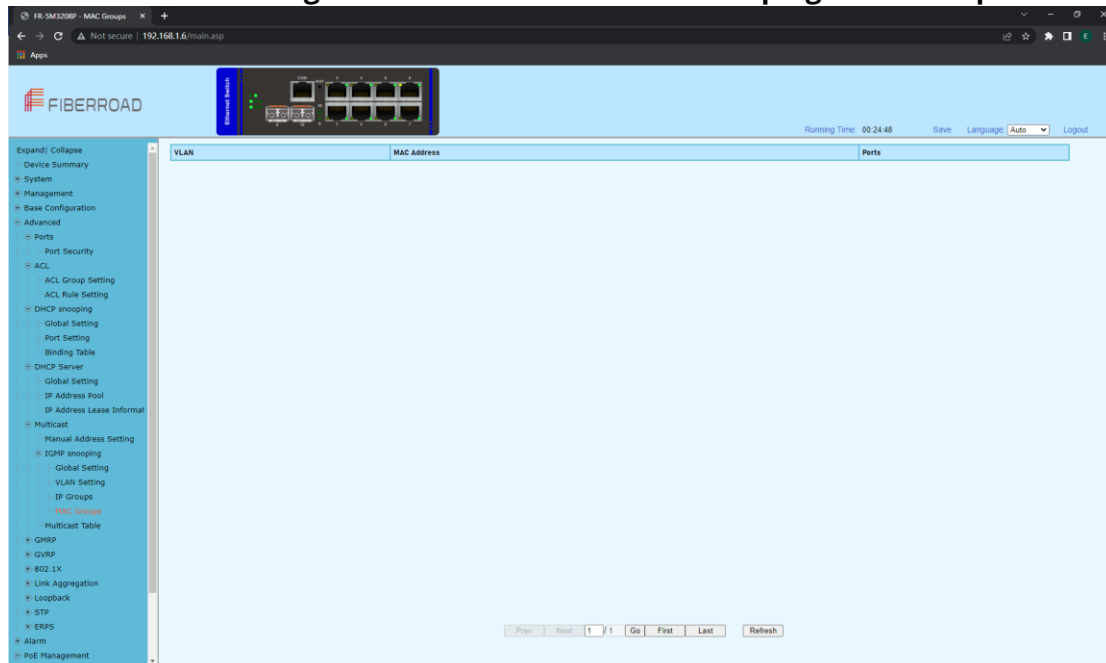 FR-5M3208P - MAC Groups
Not secure | 192.168.1.6/main.asp
E
Apps
FIBERROAD
Ethernet Switch
Running Time: 00:24:48 Save Language: Auto Logout
Expand| Collapse
Device Summary
System
Management
Base Configuration
Advanced
Ports
Port Security
ACL
ACL Group Setting
ACL Rule Setting
DHCP snooping
Global Setting
Port Setting
Binding Table
DHCP Server
Global Setting
IP Address Pool
IP Address Lease Informat
Multicast
Manual Address Setting
IGMP snooping
Global Setting
VLAN Setting
IP Groups
MAC Groups
Multicast Table
GMRP
GVRP
802.1X
Link Aggregation
Loopback
STP
ERPS
Alarm
PoE Management
VLAN MAC Address Ports
Prev Next 1 / 1 Go First Last Refresh